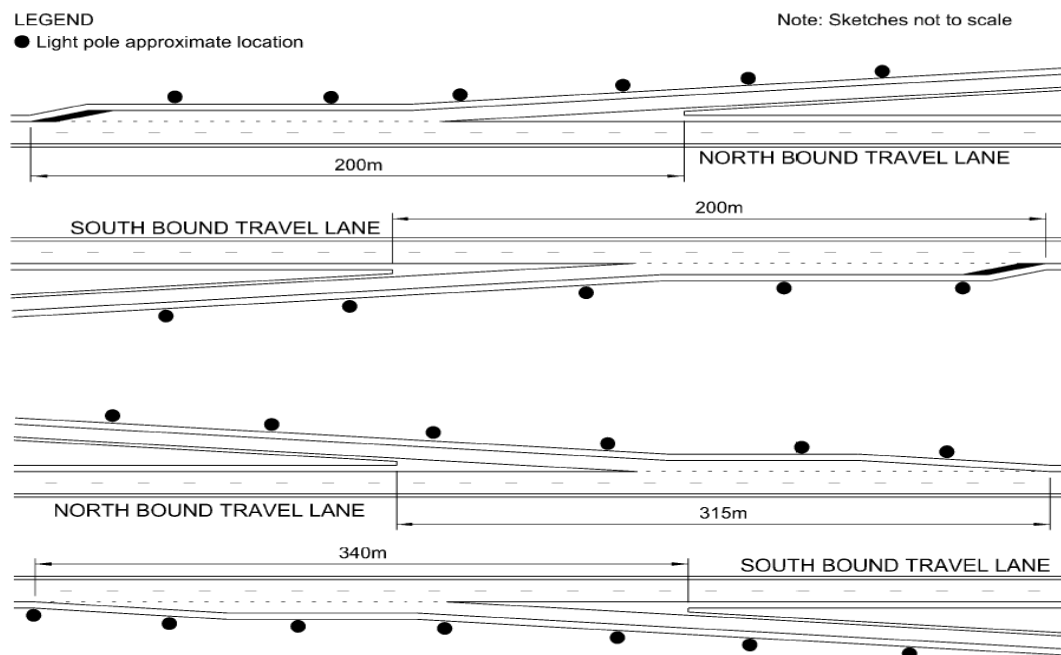 LEGEND
Note: Sketches not to scale
● Light pole approximate location
NORTH BOUND TRAVEL LANE
200m
200m
SOUTH BOUND TRAVEL LANE
NORTH BOUND TRAVEL LANE
315m
340m
SOUTH BOUND TRAVEL LANE